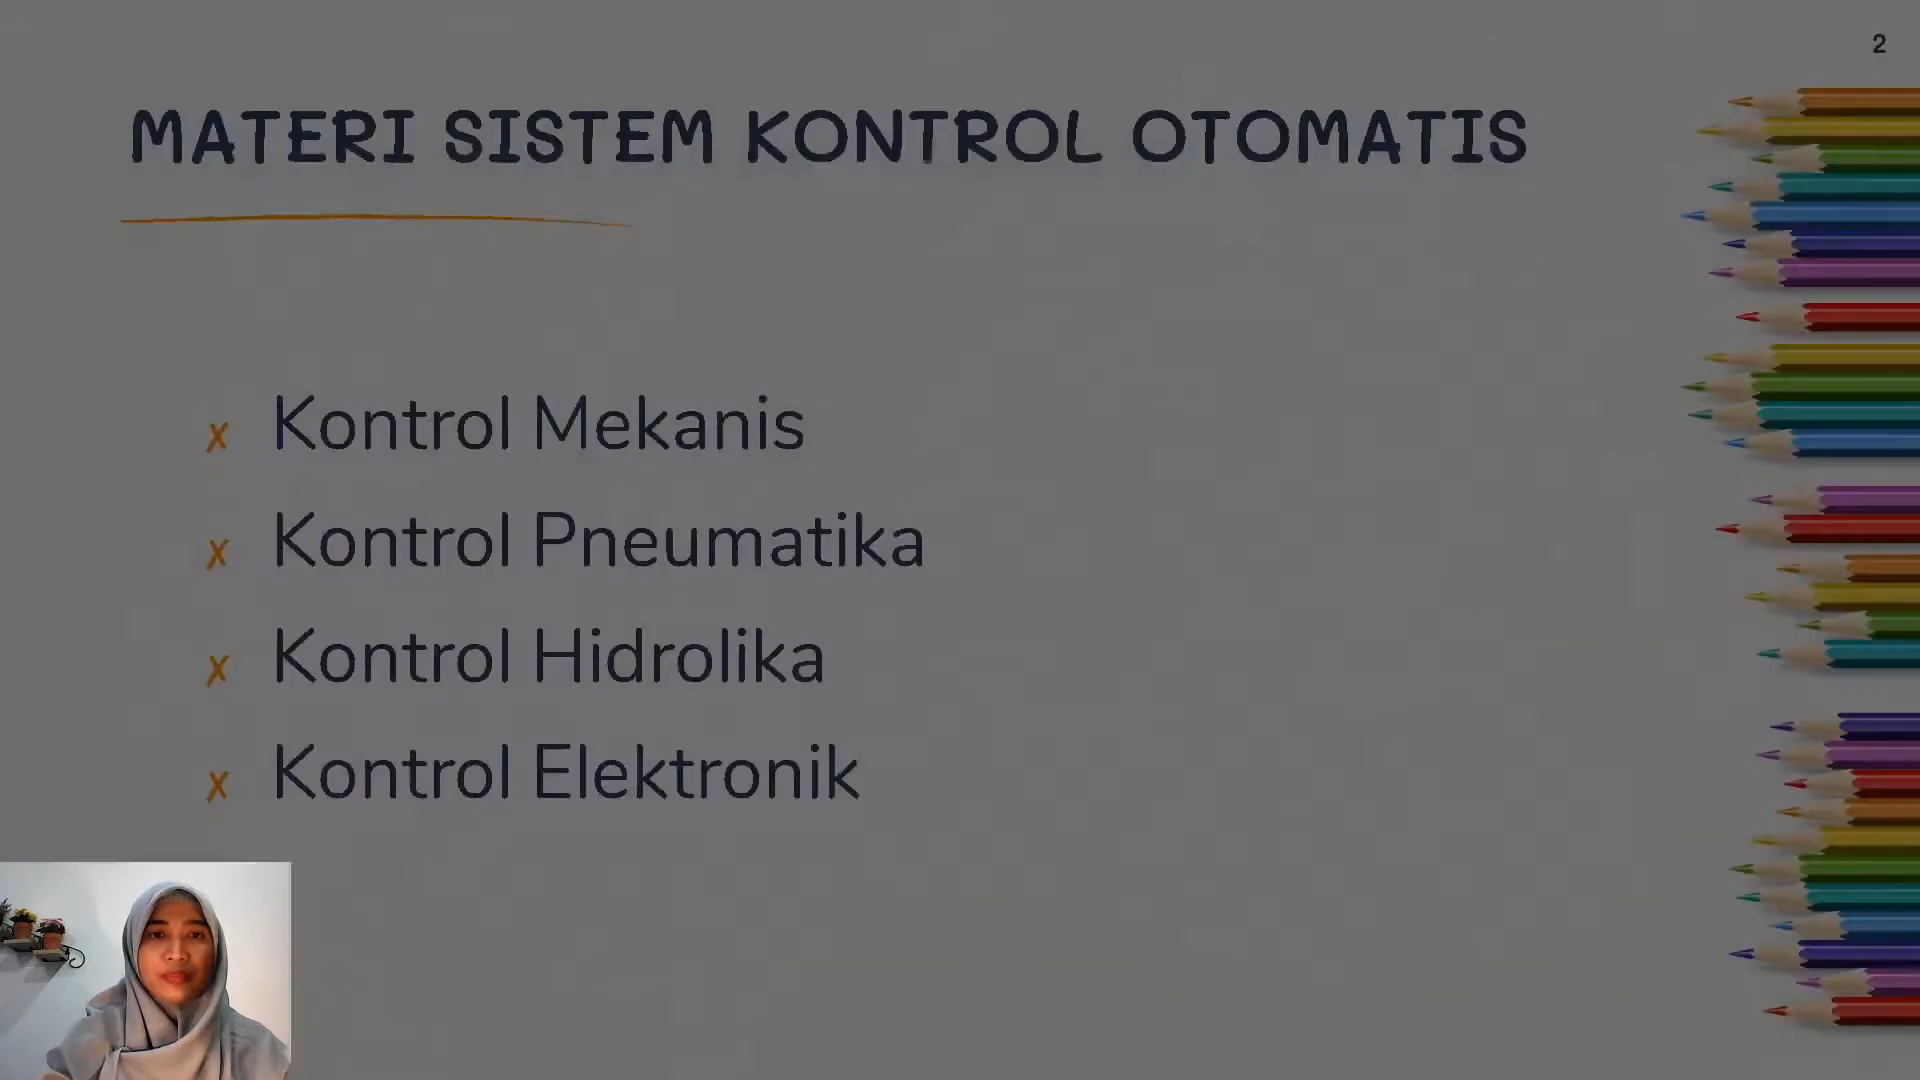 2
MATERI SISTEM KONTROL OTOMATIS
x Kontrol Mekanis
x Kontrol Pneumatika
x Kontrol Hidrolika
x Kontrol Elektronik